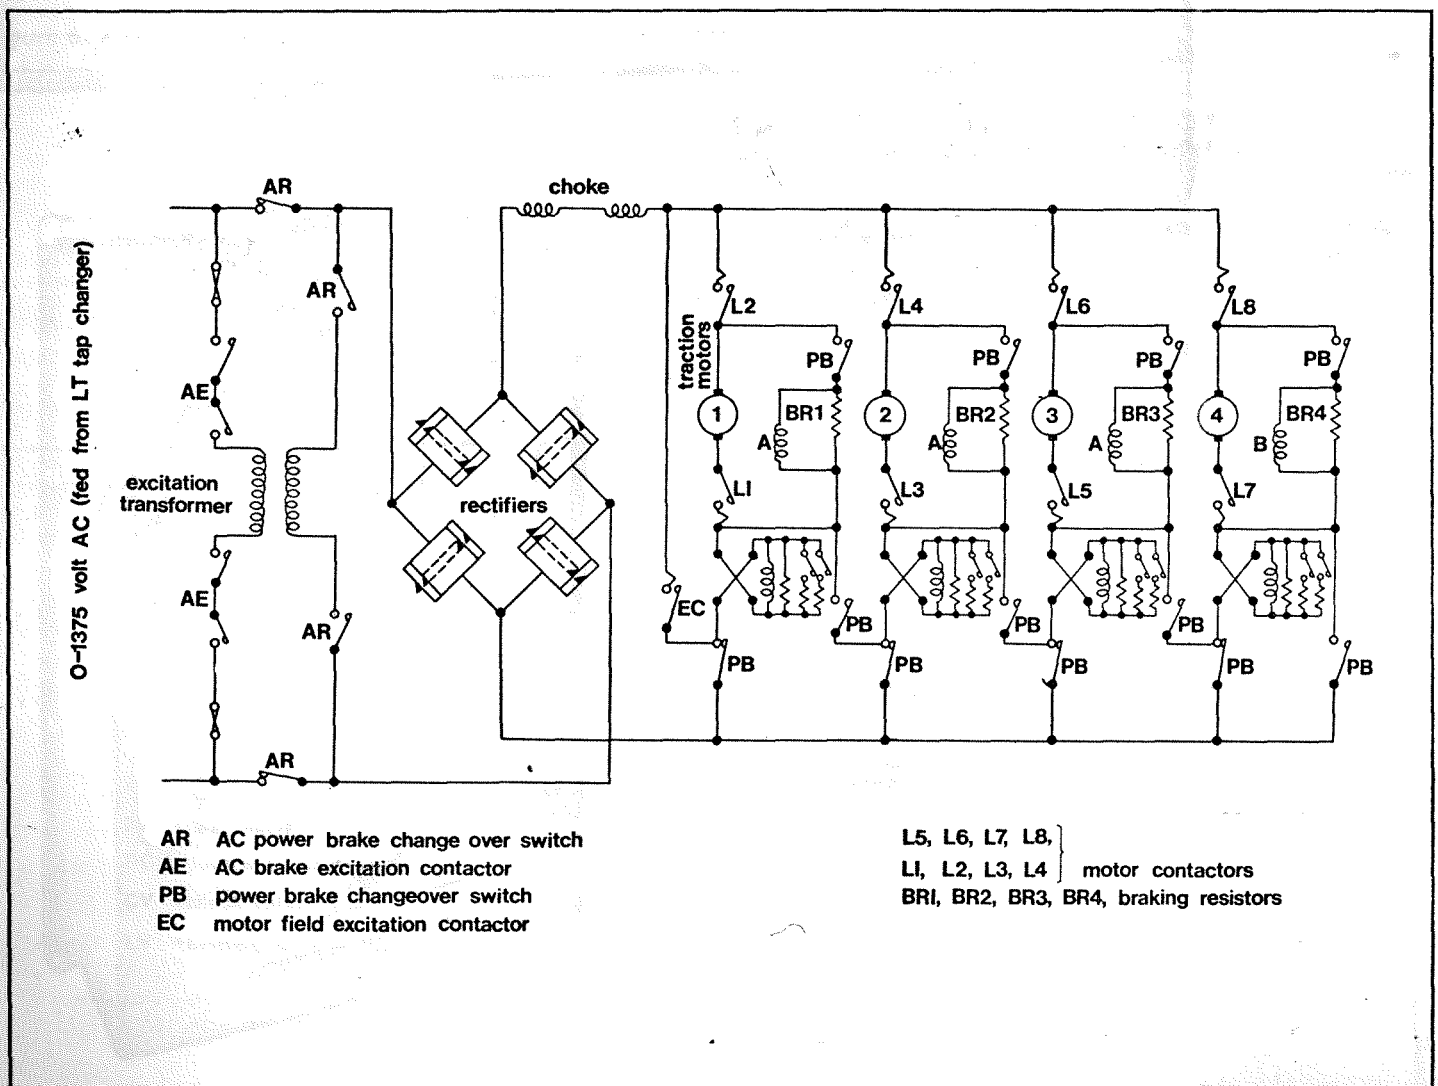 AR
choke
O-1375 volt AC (fed from LT tap changer)
AR
L2
L4
L6
L8
traction
motors
PB
PB
PB
PB
AE
1
BR1
2
BR2
3
BR3
4
BR4
A
A
A
B
excitation
transformer
rectifiers
L1
L3
L5
L7
AE
AR
EC
PB
PB
PB
PB
PB
PB
PB
PB
AR
AR AC power brake change over switch
AE AC brake excitation contactor
PB power brake changeover switch
EC motor field excitation contactor
L5, L6, L7, L8,
L1, L2, L3, L4 motor contactors
BR1, BR2, BR3, BR4, braking resistors